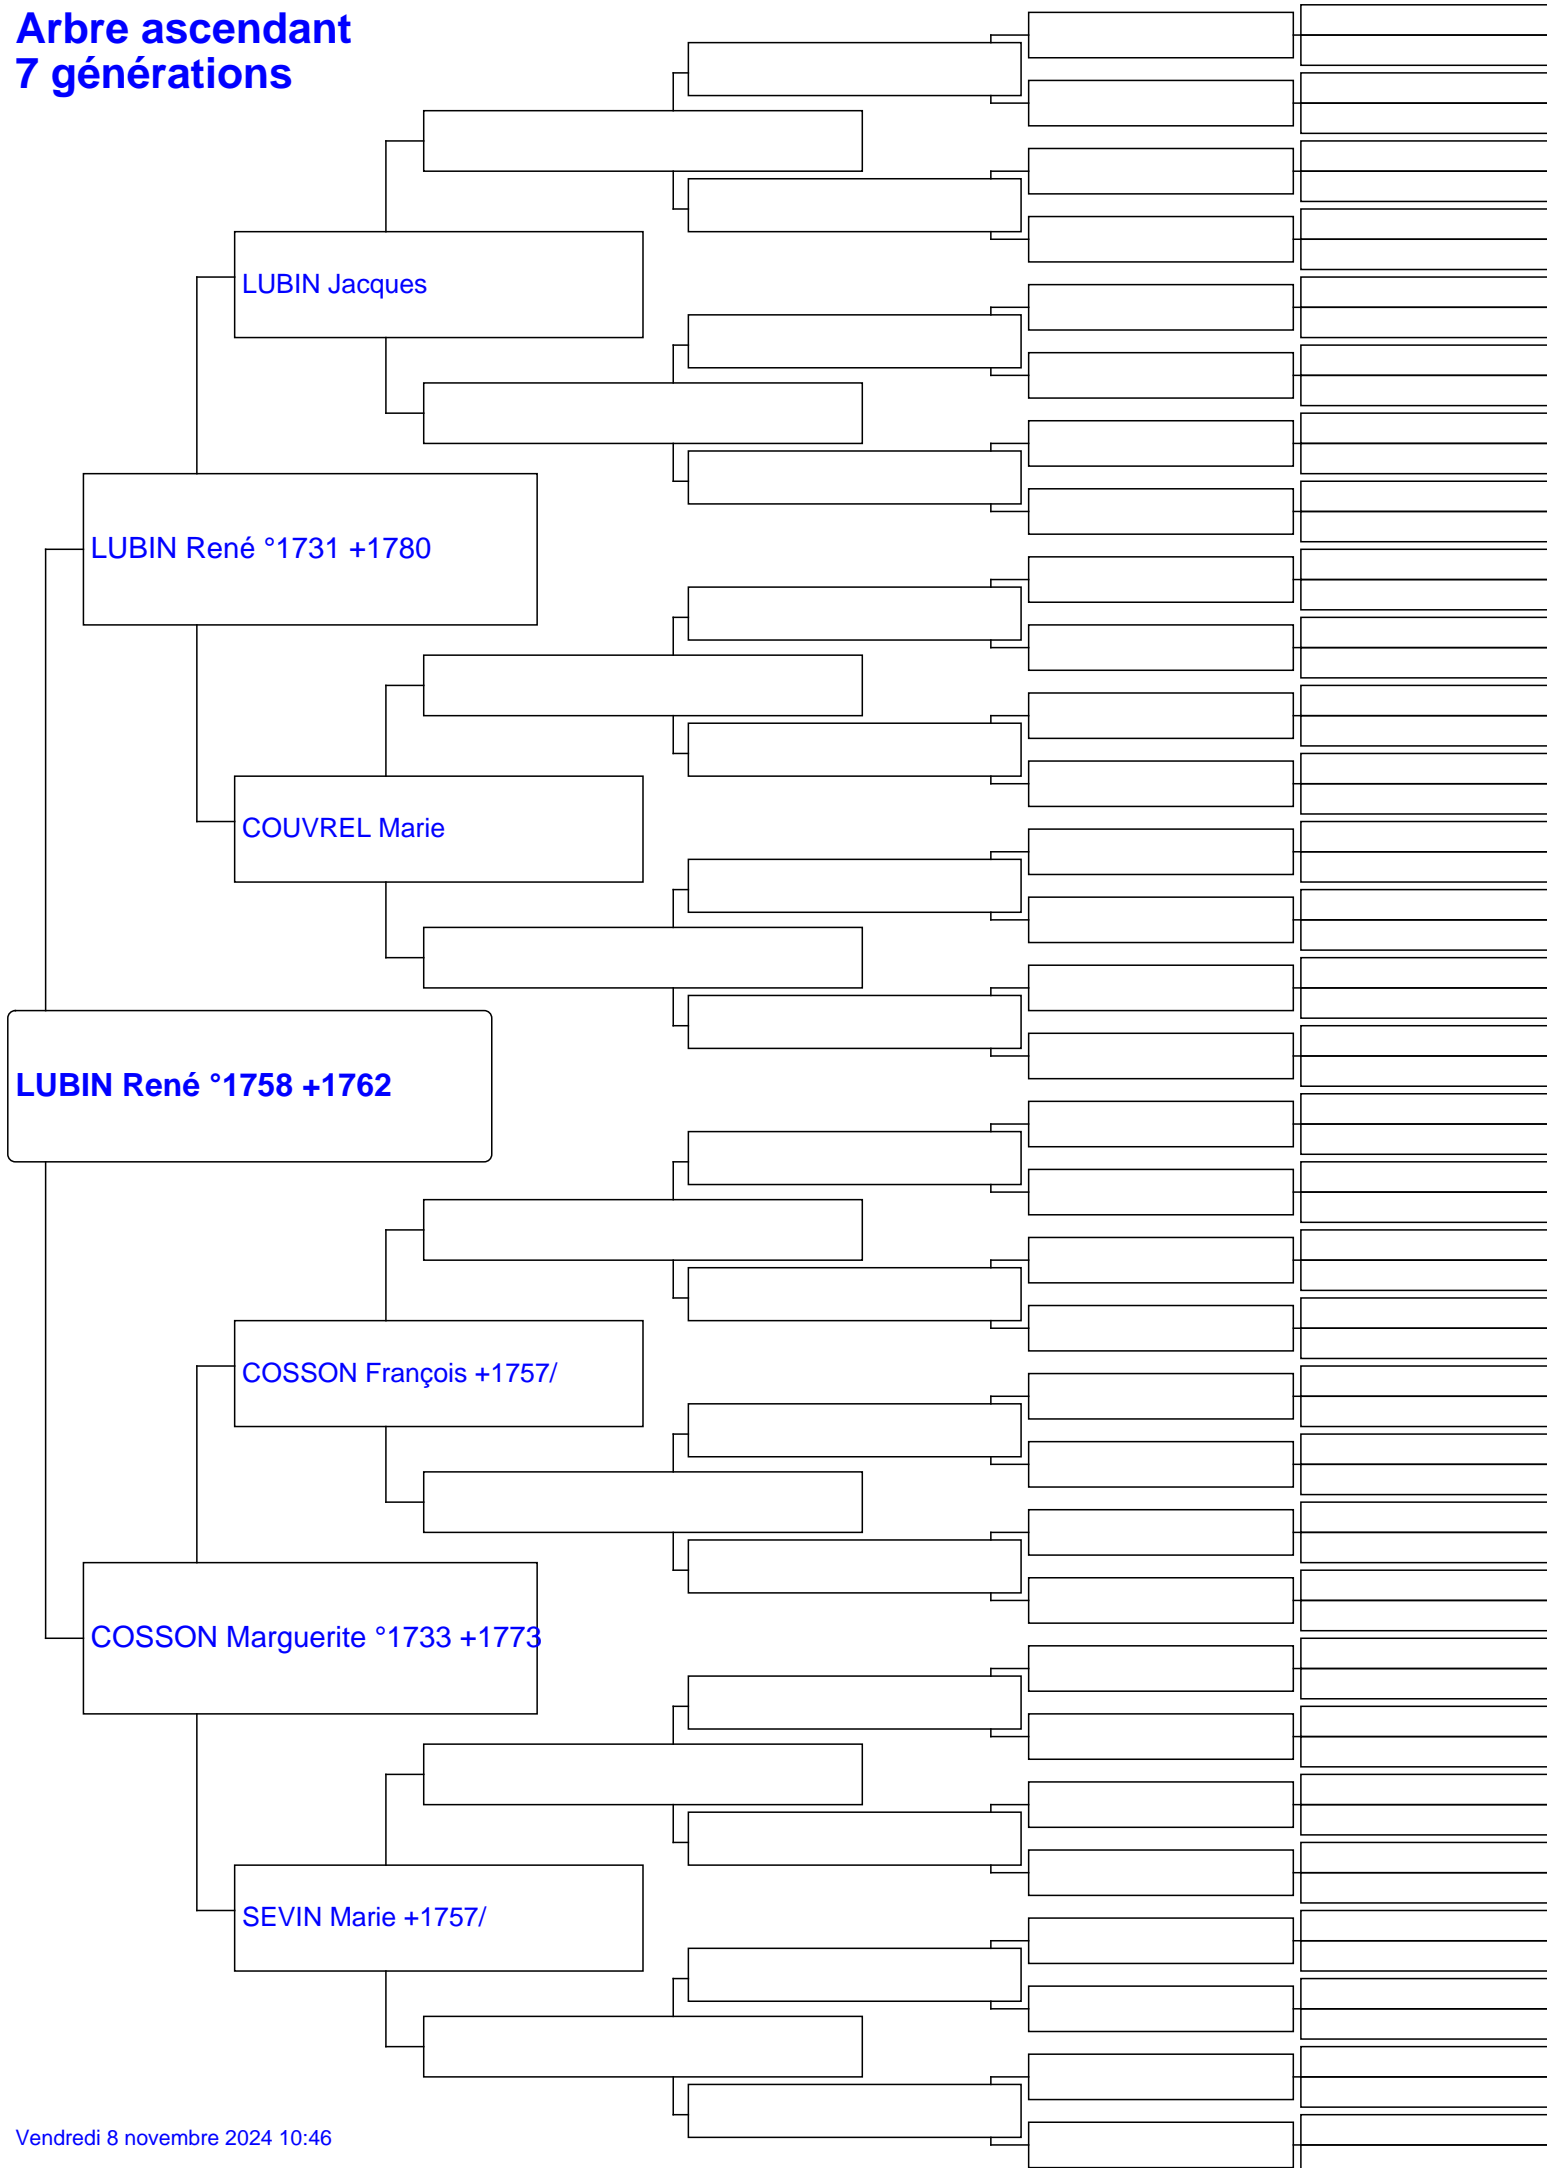 Arbre ascendant
7 générations
LUBIN Jacques
LUBIN René °1731 +1780
COUVREL Marie
LUBIN René °1758 +1762
COSSON François +1757/
COSSON Marguerite °1733 +1773
SEVIN Marie +1757/
Vendredi 8 novembre 2024 10:46